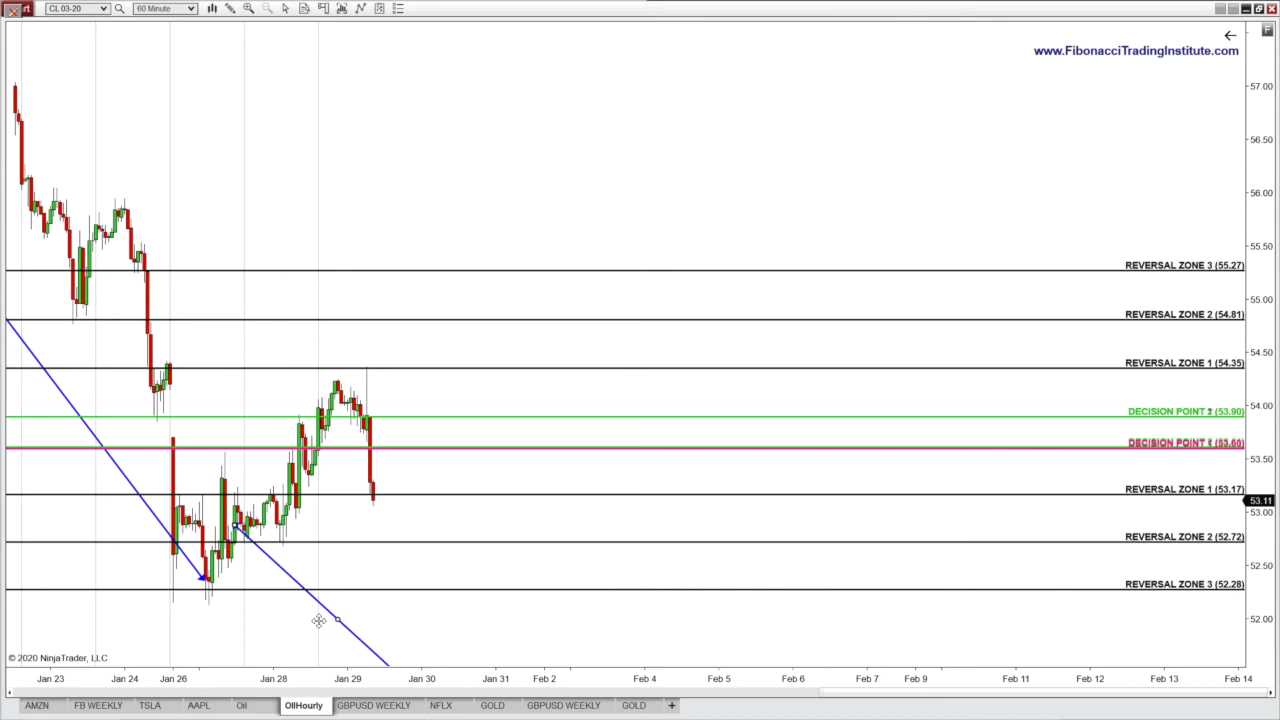 CL 03-20
60 Minute
F
www.FibonacciTradingInstitute.com
57.00
56.50
56.00
55.50
REVERSAL ZONE 3 (55.27)
55.00
REVERSAL ZONE 2 (54.81)
54.50
REVERSAL ZONE 1 (54.35)
54.00
DECISION POINT 2 (53.90)
DECISION POINT 1 (53.60)
53.50
REVERSAL ZONE 1 (53.17)
53.11
53.00
REVERSAL ZONE 2 (52.72)
52.50
REVERSAL ZONE 3 (52.28)
52.00
© 2020 NinjaTrader, LLC
Jan 23 Jan 24 Jan 26 Jan 28 Jan 29 Jan 30 Jan 31 Feb 2 Feb 4 Feb 5 Feb 6 Feb 7 Feb 9 Feb 11 Feb 12 Feb 13 Feb 14
AMZN FB WEEKLY TSLA AAPL Oil OilHourly GBPUSD WEEKLY NFLX GOLD GBPUSD WEEKLY GOLD +